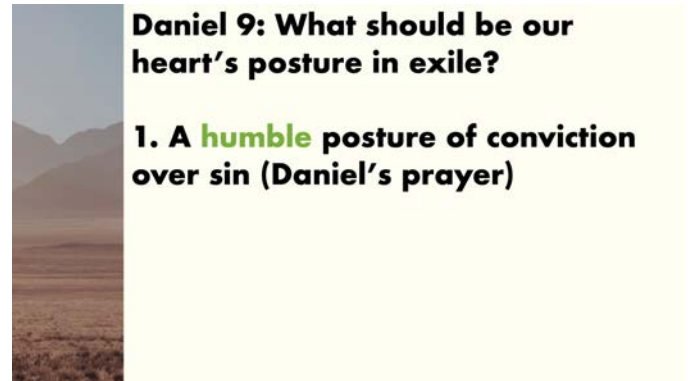 Daniel 9: What should be our
heart's posture in exile?
1. A humble posture of conviction
over sin (Daniel's prayer)